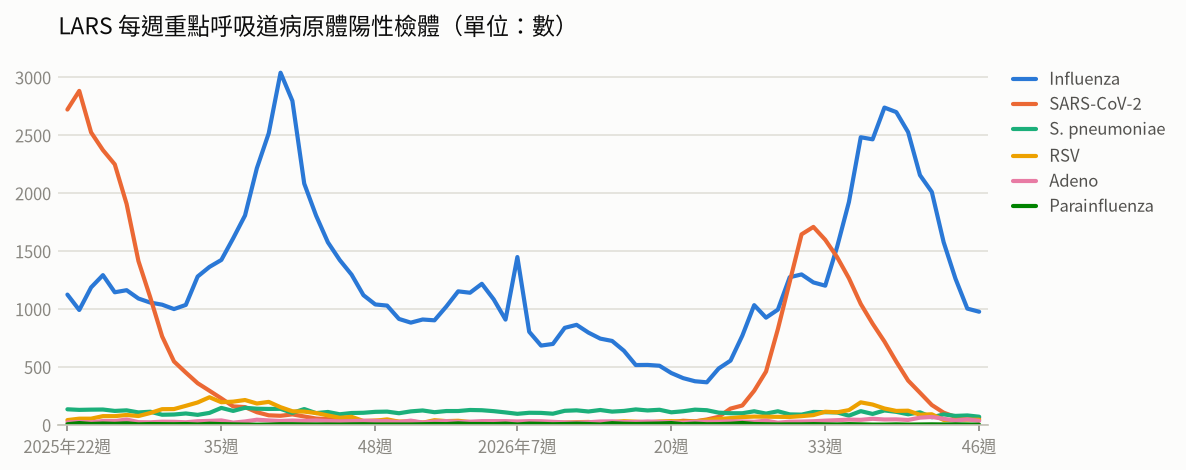 LARS 每週重點呼吸道病原體陽性檢體（單位：數）
3000
2500
2000
1500
1000
500
0
2025年22週
35週
48週
2026年7週
20週
33週
46週
Influenza
SARS-CoV-2
S. pneumoniae
RSV
Adeno
Parainfluenza